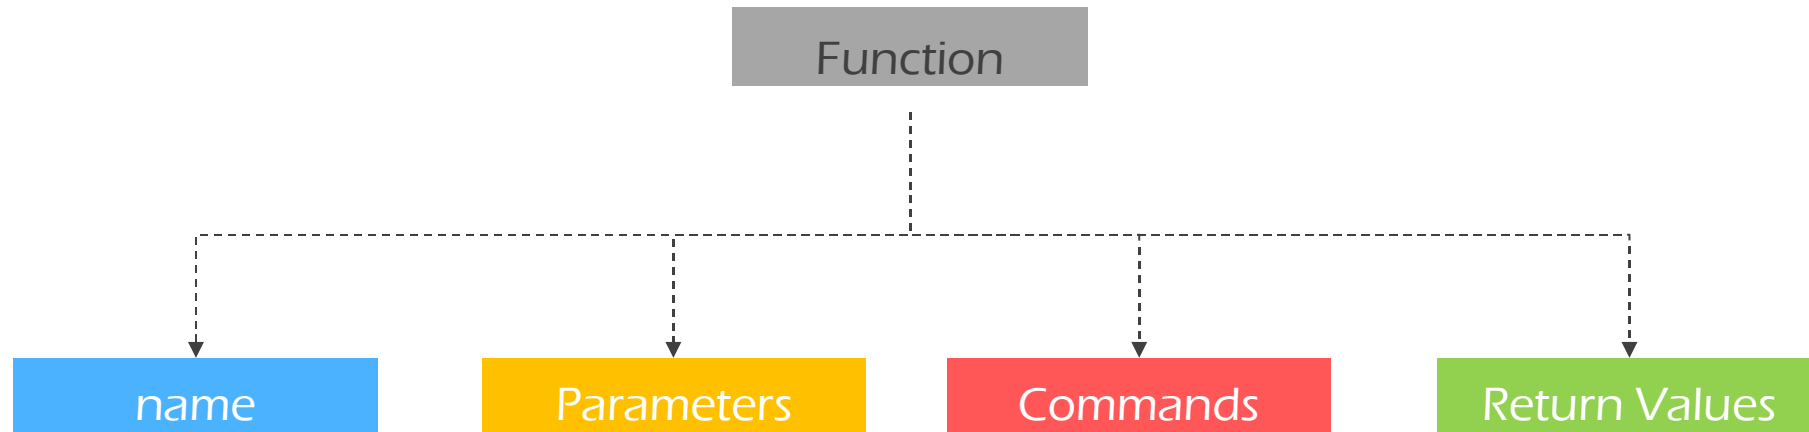 Function
name
Parameters
Commands
Return Values